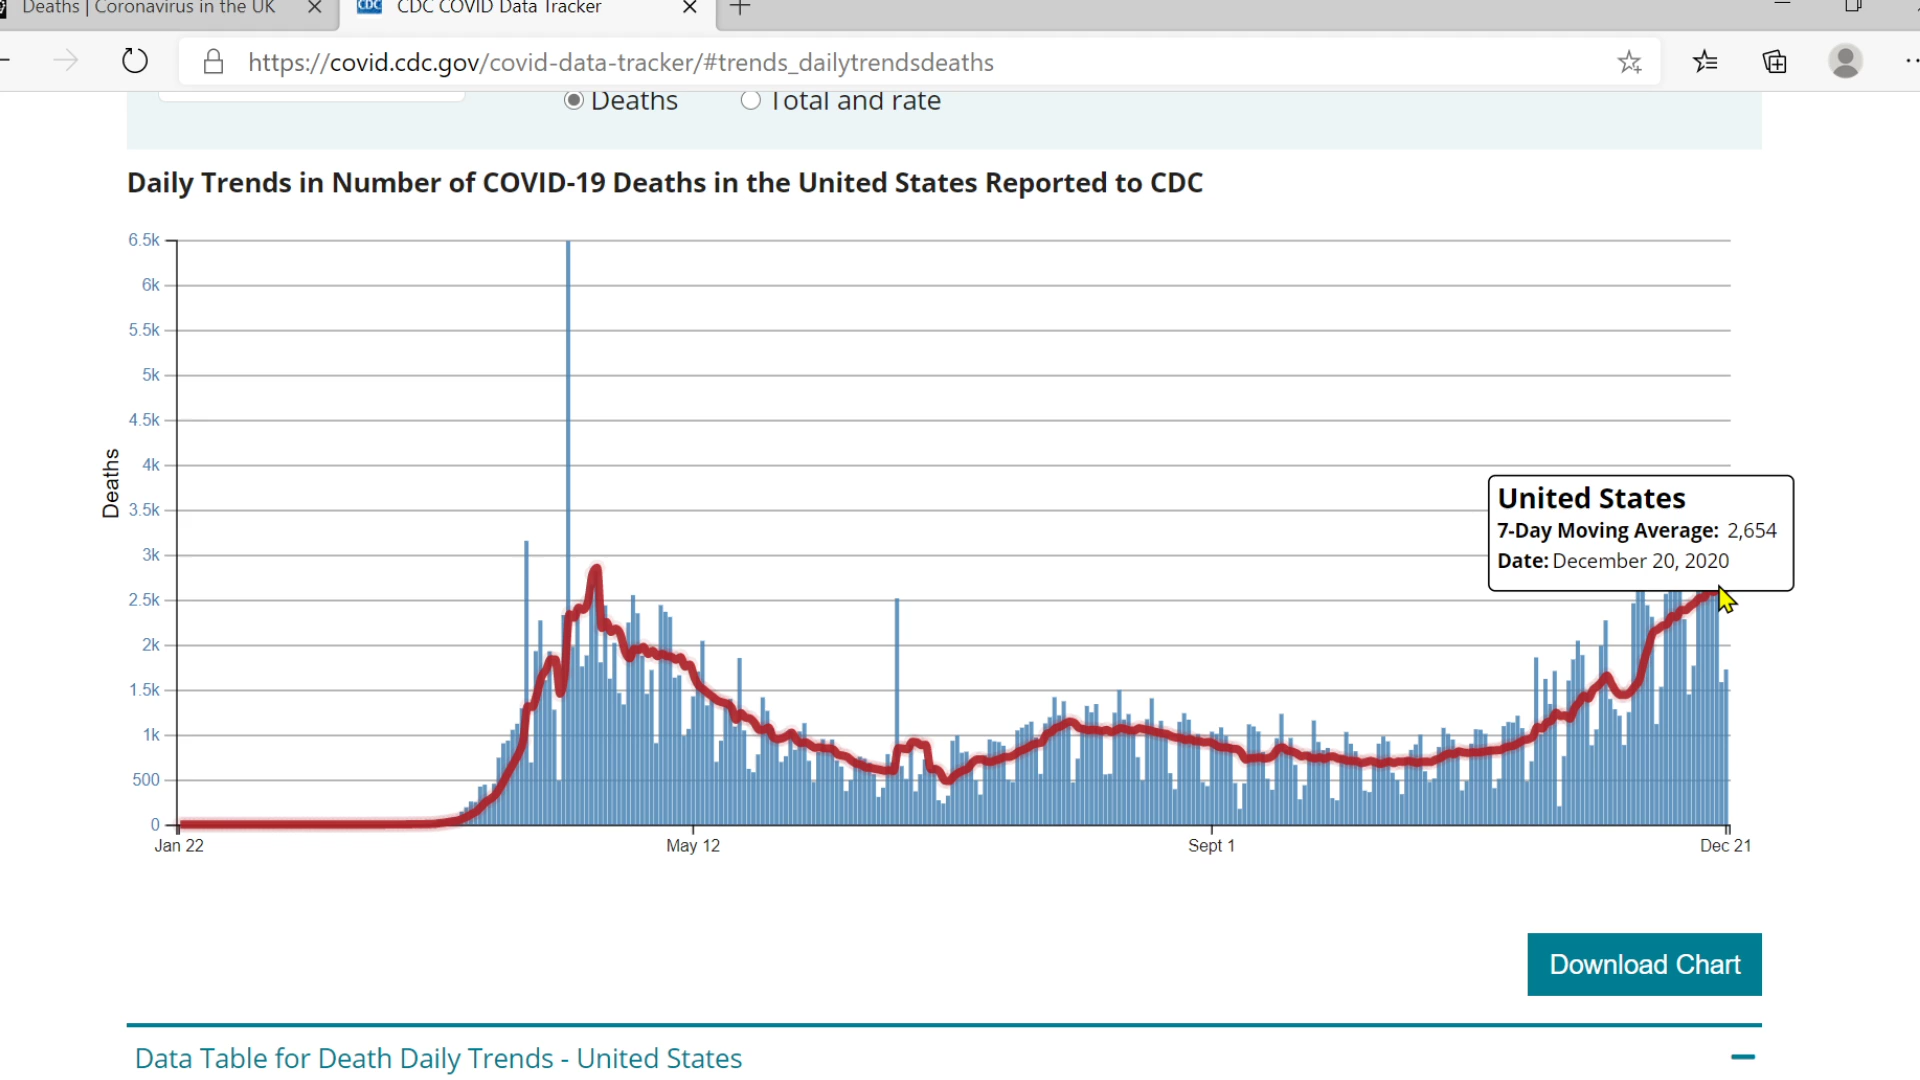 Deaths | Coronavirus in the UK
CDC COVID Data Tracker
https://covid.cdc.gov/covid-data-tracker/#trends_dailytrendsdeaths
Deaths
Total and rate
Daily Trends in Number of COVID-19 Deaths in the United States Reported to CDC
6.5k
6k
5.5k
5k
4.5k
4k
3.5k
3k
2.5k
2k
1.5k
1k
500
0
Deaths
United States
7-Day Moving Average: 2,654
Date: December 20, 2020
Jan 22
May 12
Sept 1
Dec 21
Download Chart
Data Table for Death Daily Trends - United States